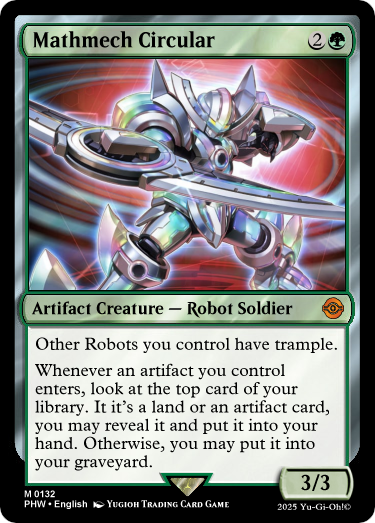 Mathmech Circular 2
Artifact Creature — Robot Soldier
Other Robots you control have trample.
Whenever an artifact you control
enters, look at the top card of your
library. It it's a land or an artifact card,
you may reveal it and put it into your
hand. Otherwise, you may put it into
your graveyard.
3/3
M 0132
PHW • English Yugioh Trading Card Game
2025 Yu-Gi-Oh!©